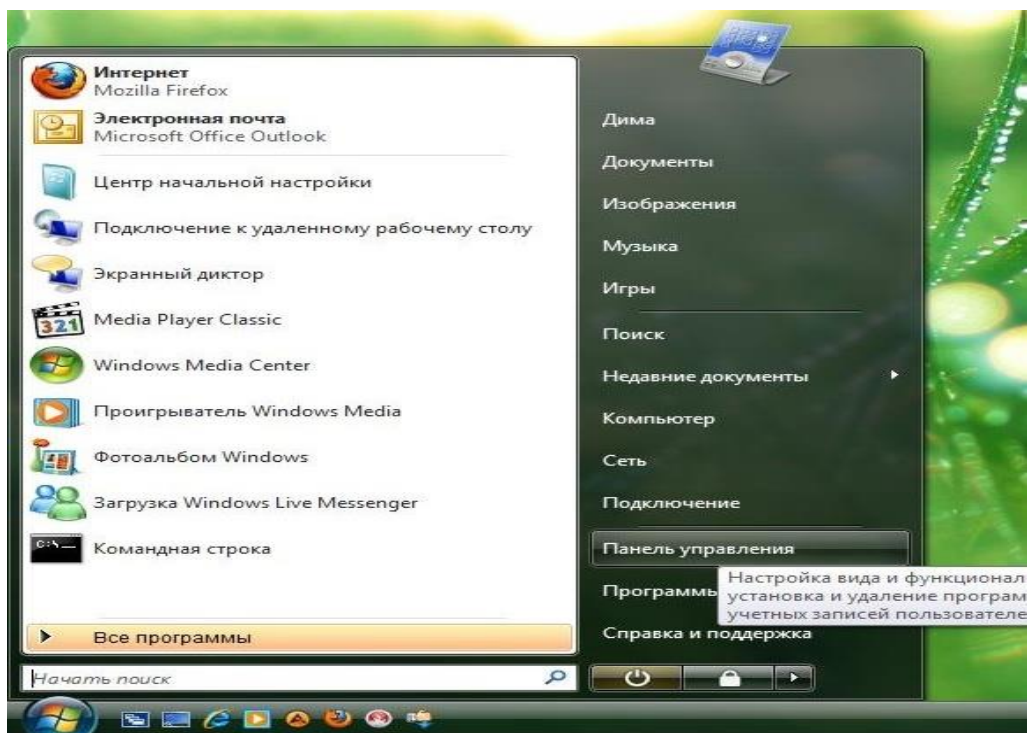 Интернет
Mozilla Firefox
Электронная почта
Microsoft Office Outlook
Центр начальной настройки
Подключение к удаленному рабочему столу
Экранный диктор
Media Player Classic
Windows Media Center
Проигрыватель Windows Media
Фотоальбом Windows
Загрузка Windows Live Messenger
Командная строка
Все программы
Начать поиск
Дима
Документы
Изображения
Музыка
Игры
Поиск
Недавние документы
Компьютер
Сеть
Подключение
Панель управления
Программы
Справка и поддержка
Настройка вида и функционал
установка и удаление програм
учетных записей пользователе
321
C:\